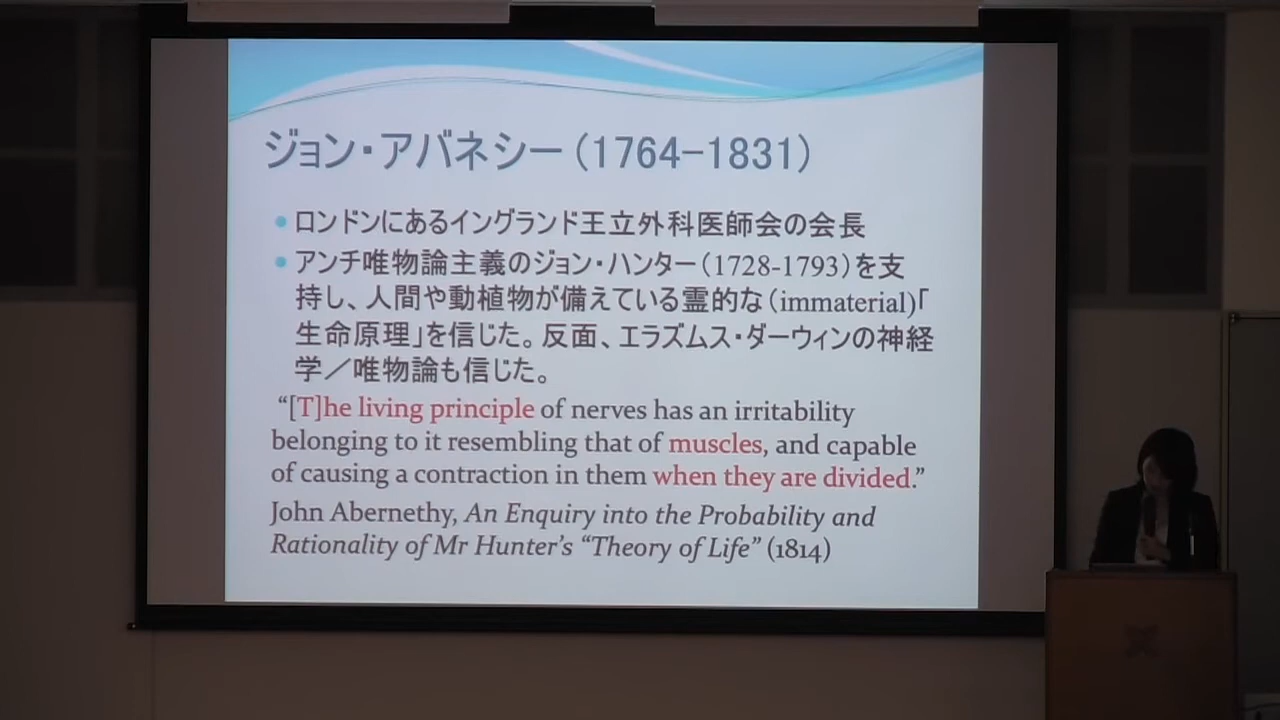 ジョン・アバネシー（1764－1831）
ロンドンにあるイングランド王立外科医師会の会長
アンチ唯物論主義のジョン・ハンター（1728-1793）を支
持し、人間や動植物が備えている霊的な（immaterial）「
生命原理」を信じた。反面、エラズムス・ダーウィンの神経
学／唯物論も信じた。
“[T]he living principle of nerves has an irritability
belonging to it resembling that of muscles, and capable
of causing a contraction in them when they are divided.”
John Abernethy, An Enquiry into the Probability and
Rationality of Mr Hunter’s “Theory of Life” (1814)